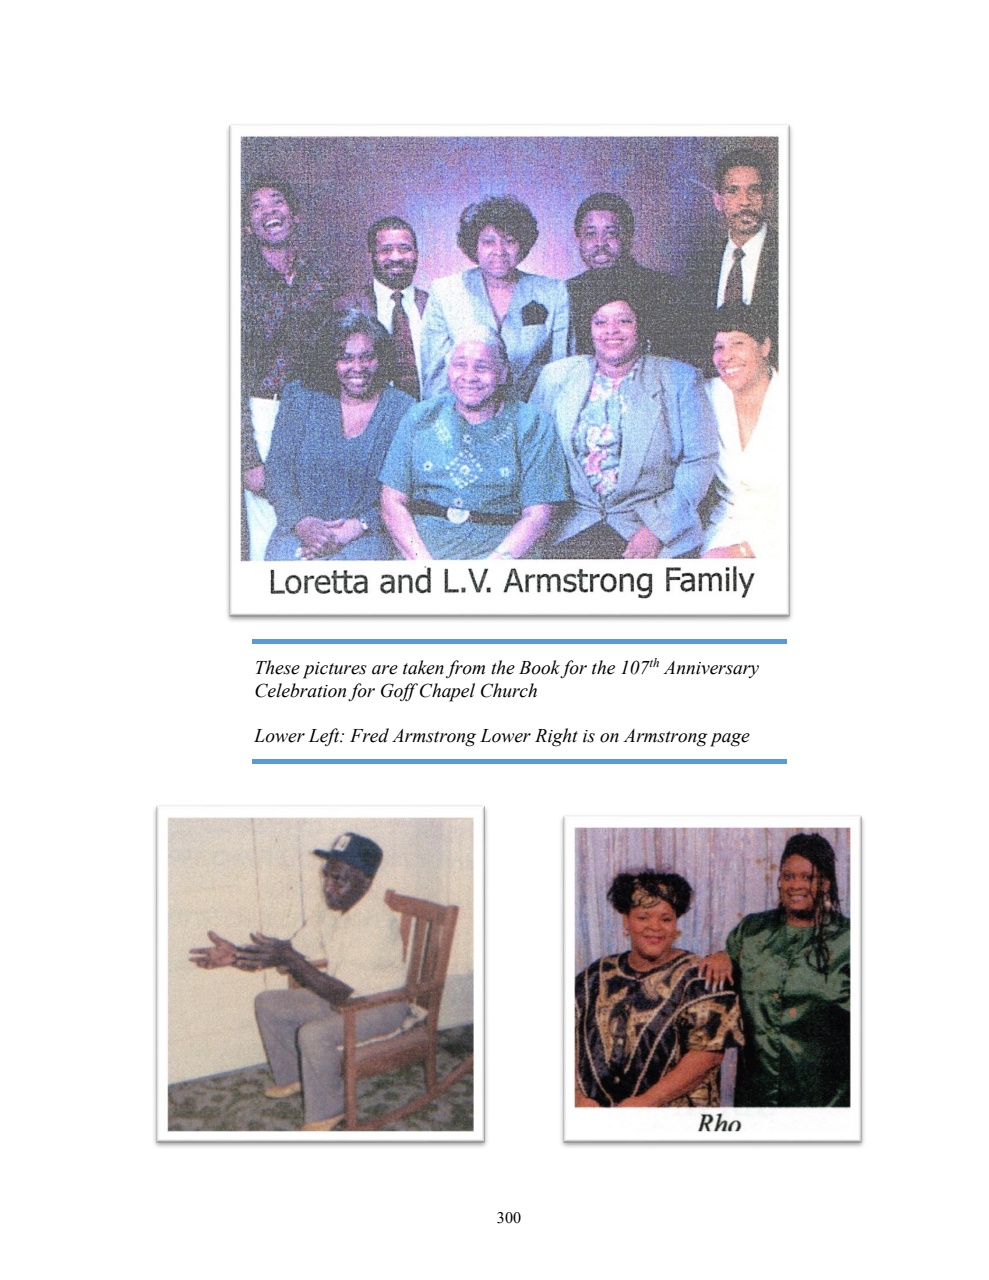 Loretta and L.V. Armstrong Family
These pictures are taken from the Book for the 107th Anniversary
Celebration for Goff Chapel Church
Lower Left: Fred Armstrong Lower Right is on Armstrong page
Rho
300